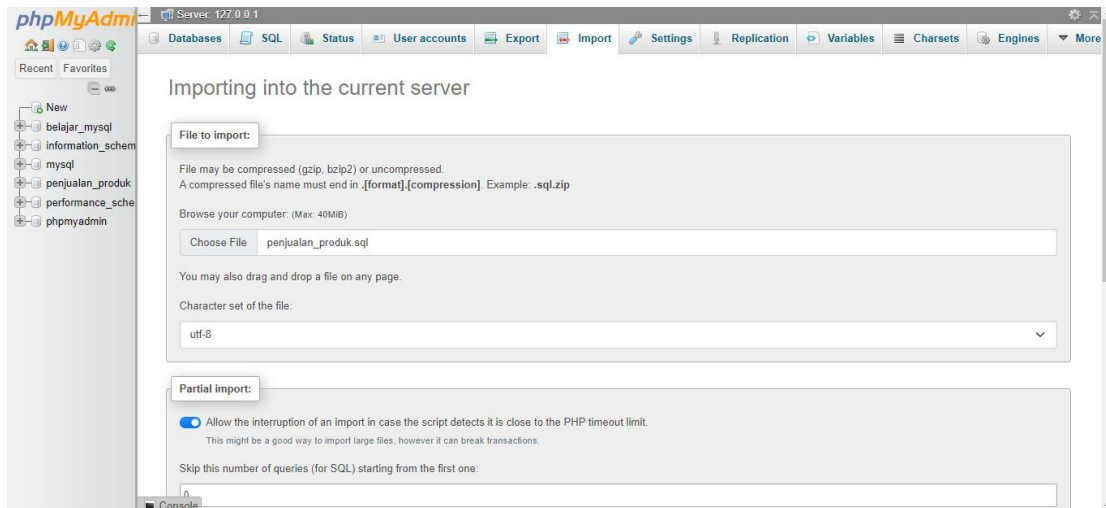 phpMyAdmi
Server: 127.0.0.1
Databases SQL Status User accounts Export Import Settings Replication Variables Charsets Engines More
Recent Favorites
New
belajar_mysql
information_schem
mysql
penjualan_produk
performance_sche
phpmyadmin
Importing into the current server
File to import:
File may be compressed (gzip, bzip2) or uncompressed.
A compressed file's name must end in .[format].[compression]. Example: .sql.zip
Browse your computer: (Max: 40MiB)
Choose File penjualan_produk.sql
You may also drag and drop a file on any page.
Character set of the file:
utf-8
Partial import:
Allow the interruption of an import in case the script detects it is close to the PHP timeout limit.
This might be a good way to import large files, however it can break transactions.
Skip this number of queries (for SQL) starting from the first one:
0
Console